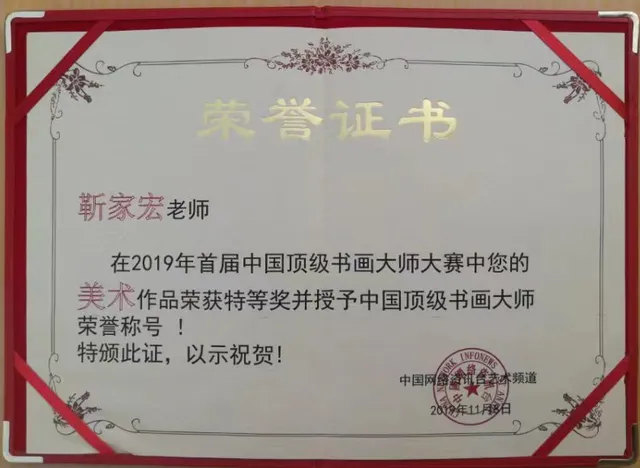 荣誉证书
靳家宏老师
在2019年首届中国顶级书画大师大赛中您的
美术作品荣获特等奖并授予中国顶级书画大师
荣誉称号 !
特颁此证，以示祝贺!
中国网络资讯台艺术频道
2019年11月8日